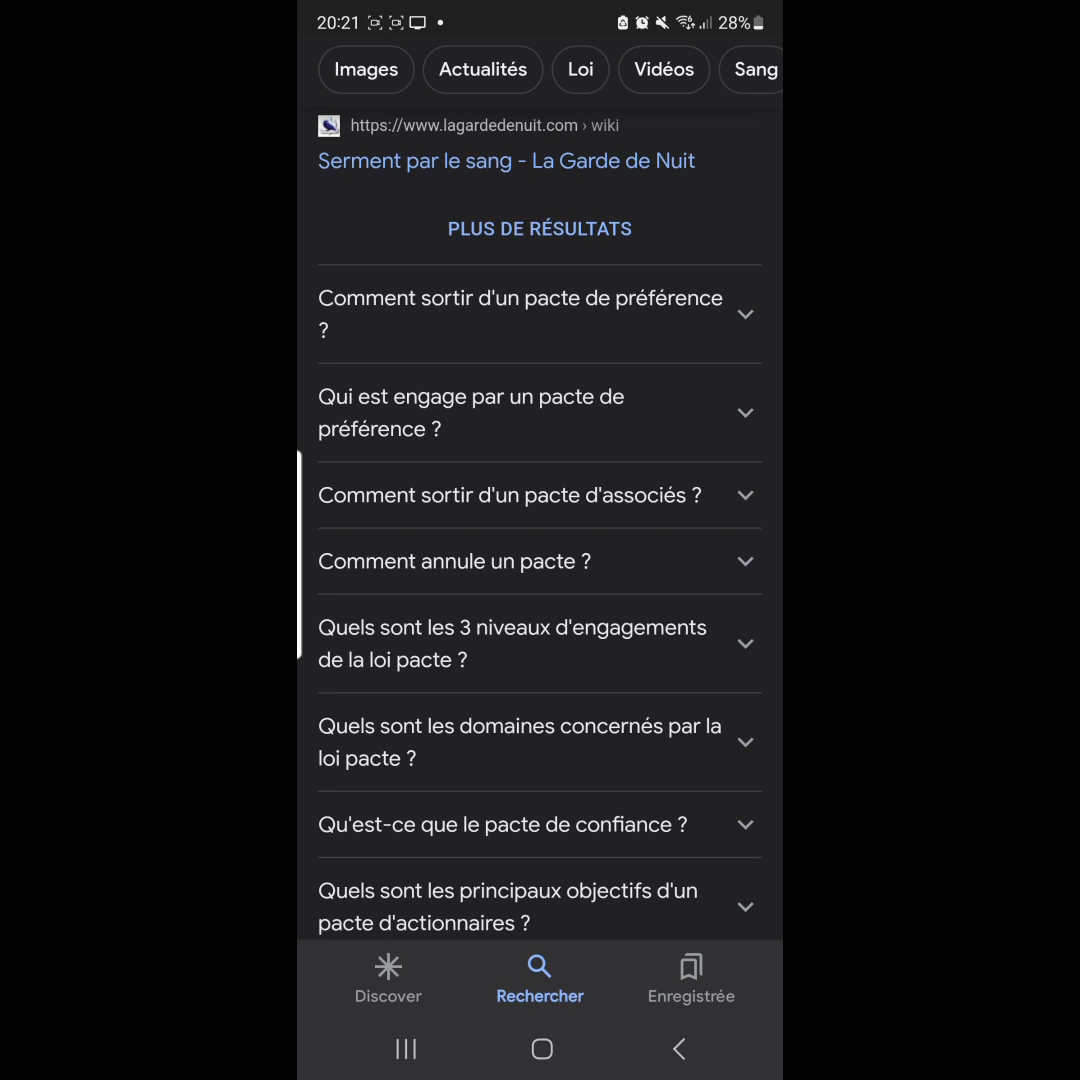 20:21
28%
Images
Actualités
Loi
Vidéos
Sang
https://www.lagardedenuit.com › wiki
Serment par le sang - La Garde de Nuit
PLUS DE RÉSULTATS
Comment sortir d'un pacte de préférence
?
Qui est engage par un pacte de
préférence ?
Comment sortir d'un pacte d'associés ?
Comment annule un pacte ?
Quels sont les 3 niveaux d'engagements
de la loi pacte ?
Quels sont les domaines concernés par la
loi pacte ?
Qu'est-ce que le pacte de confiance ?
Quels sont les principaux objectifs d'un
pacte d'actionnaires ?
Discover
Rechercher
Enregistrée